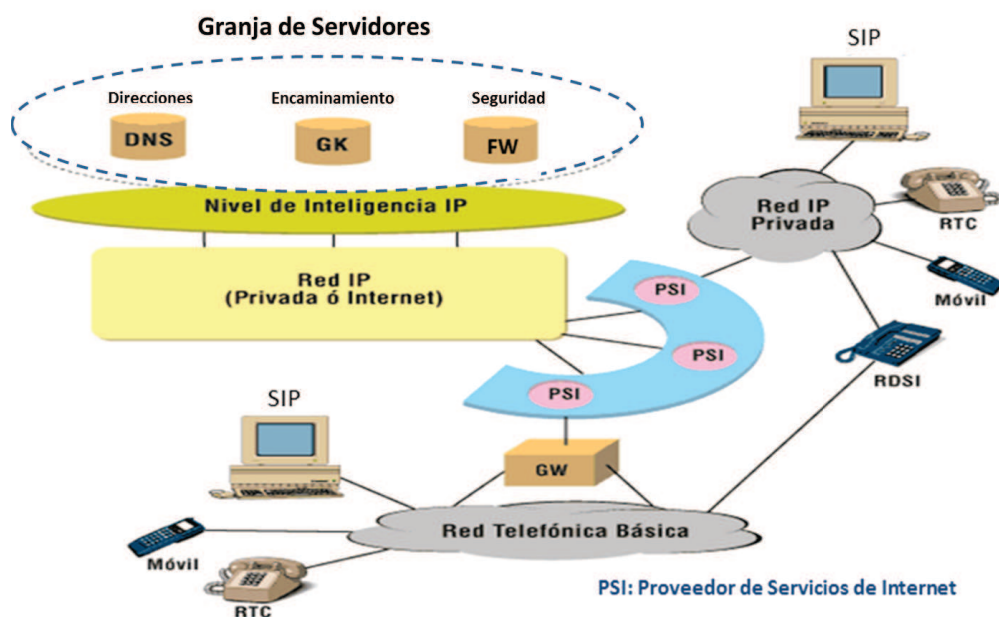 Granja de Servidores
SIP
Direcciones
Encaminamiento
Seguridad
DNS
GK
FW
Nivel de Inteligencia IP
Red IP
Privada
RTC
Red IP
(Privada ó Internet)
Móvil
PSI
PSI
PSI
RDSI
SIP
GW
Red Telefónica Básica
Móvil
RTC
PSI: Proveedor de Servicios de Internet